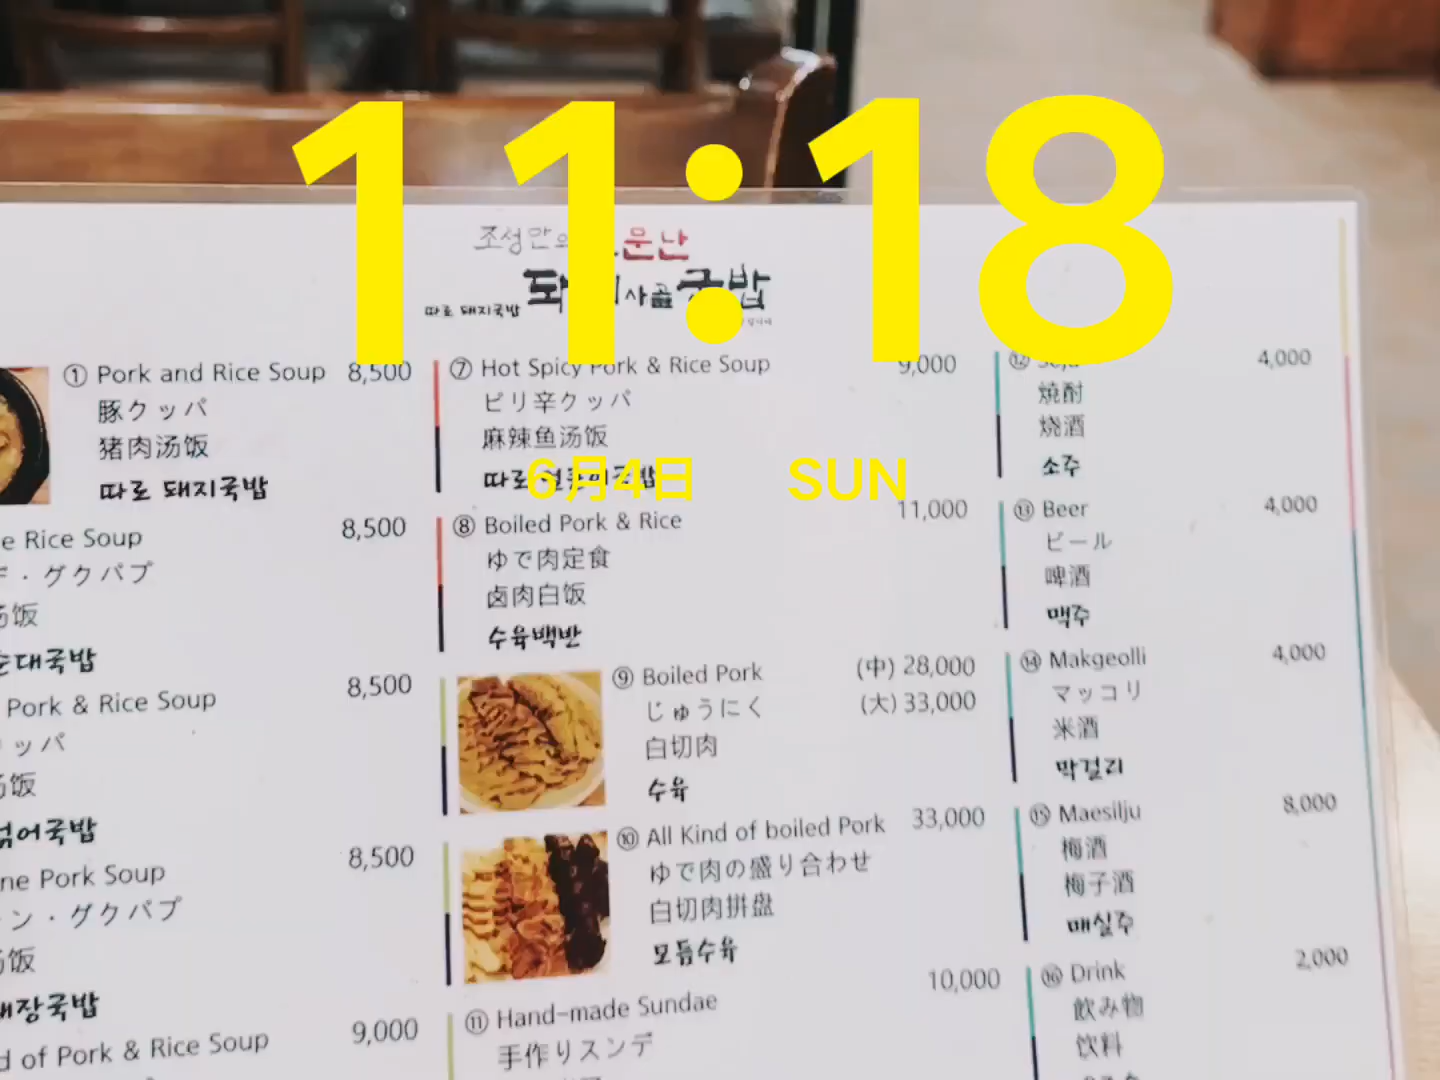 11:18
6月4日 SUN
조성만의
운난
따로 돼지국밥
사골
국밥
① Pork and Rice Soup 8,500
豚クッパ
猪肉汤饭
따로 돼지국밥
e Rice Soup 8,500
・グクパプ
汤饭
순대국밥
Pork & Rice Soup 8,500
ッパ
汤饭
섞어국밥
ne Pork Soup 8,500
ン・グクパプ
汤饭
내장국밥
d of Pork & Rice Soup 9,000
⑦ Hot Spicy Pork & Rice Soup 9,000
ピリ辛クッパ
麻辣鱼汤饭
따로
⑧ Boiled Pork & Rice 11,000
ゆで肉定食
卤肉白饭
수육백반
⑨ Boiled Pork (中) 28,000
じゅうにく (大) 33,000
白切肉
수육
⑩ All Kind of boiled Pork 33,000
ゆで肉の盛り合わせ
白切肉拼盘
모듬수육
⑪ Hand-made Sundae 10,000
手作りスンデ
⑫ Soju 4,000
焼酎
烧酒
소주
⑬ Beer 4,000
ビール
啤酒
맥주
⑭ Makgeolli 4,000
マッコリ
米酒
막걸리
⑮ Maesilju 8,000
梅酒
梅子酒
매실주
⑯ Drink 2,000
飲み物
饮料